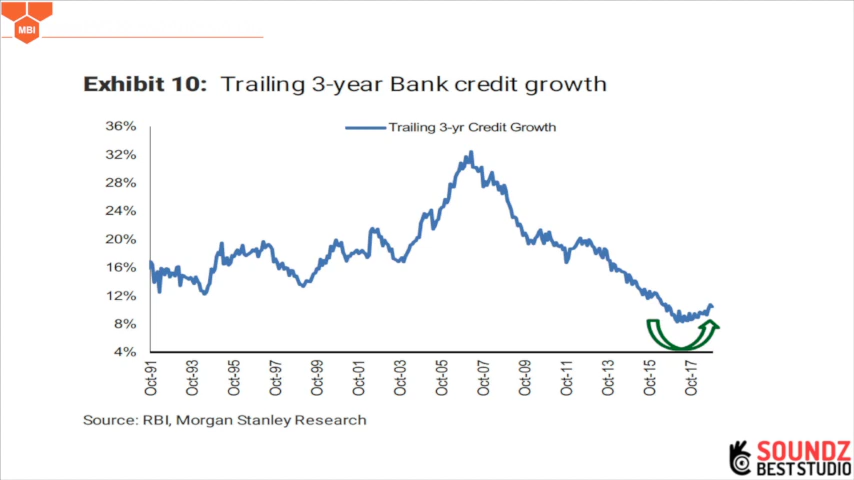 MBI
Exhibit 10: Trailing 3-year Bank credit growth
Trailing 3-yr Credit Growth
36%
32%
28%
24%
20%
16%
12%
8%
4%
Oct-91
Oct-93
Oct-95
Oct-97
Oct-99
Oct-01
Oct-03
Oct-05
Oct-07
Oct-09
Oct-11
Oct-13
Oct-15
Oct-17
Source: RBI, Morgan Stanley Research
SOUNDZ
BEST STUDIO